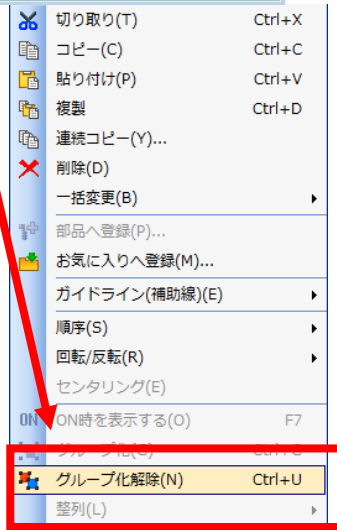 切り取り(T) Ctrl+X
コピー(C) Ctrl+C
貼り付け(P) Ctrl+V
複製 Ctrl+D
連続コピー(Y)...
削除(D)
一括変更(B)
部品へ登録(P)...
お気に入りへ登録(M)...
ガイドライン(補助線)(E)
順序(S)
回転/反転(R)
センタリング(E)
ON ON時を表示する(O) F7
グループ化解除(N) Ctrl+U
整列(L)